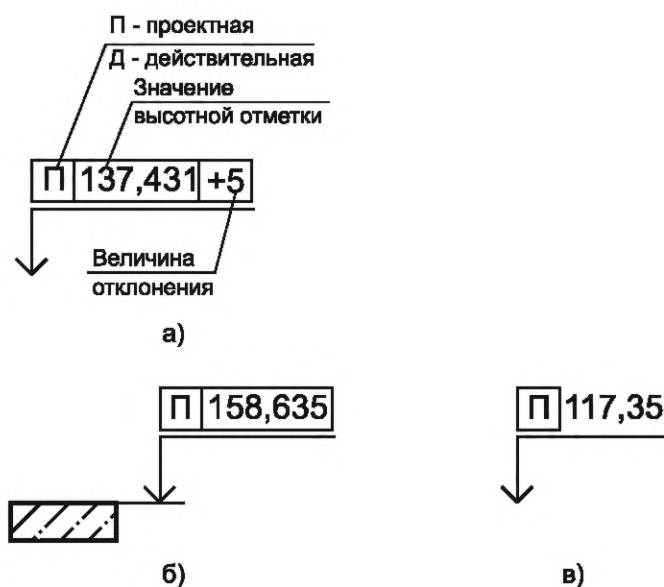 П - проектная
Д - действительная
Значение
высотной отметки
П 137,431 +5
Величина
отклонения
а)
П 158,635
П 117,35
б)
в)